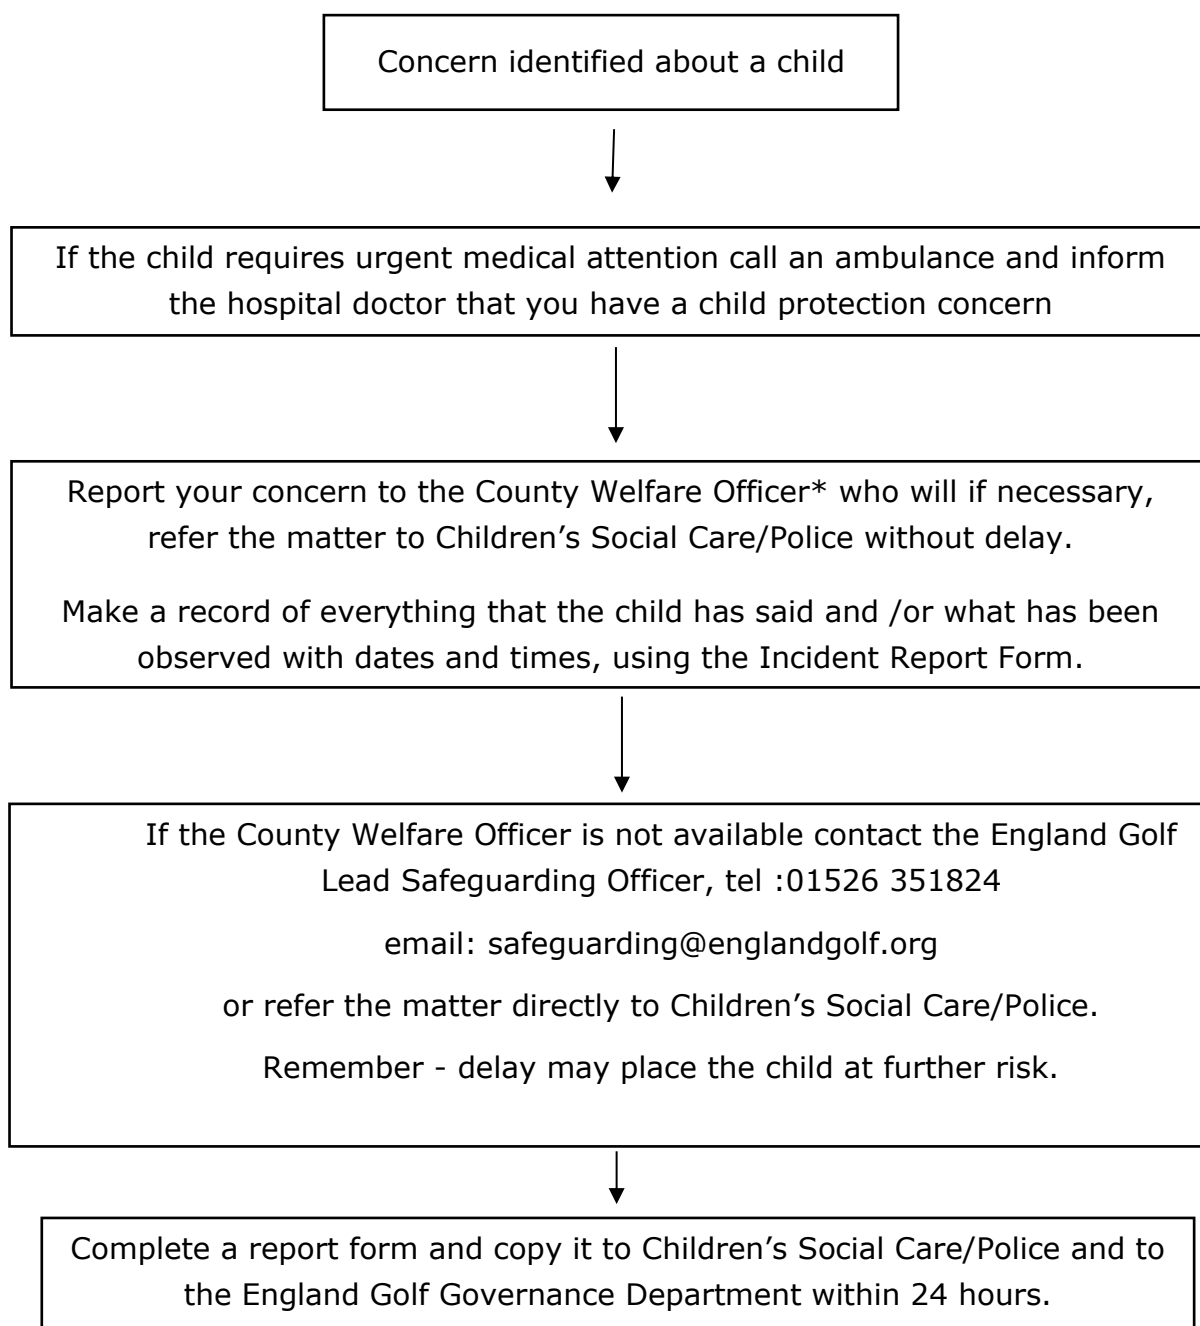 Concern identified about a child
If the child requires urgent medical attention call an ambulance and inform
the hospital doctor that you have a child protection concern
Report your concern to the County Welfare Officer* who will if necessary,
refer the matter to Children’s Social Care/Police without delay.
Make a record of everything that the child has said and /or what has been
observed with dates and times, using the Incident Report Form.
If the County Welfare Officer is not available contact the England Golf
Lead Safeguarding Officer, tel :01526 351824
email: safeguarding@englandgolf.org
or refer the matter directly to Children’s Social Care/Police.
Remember - delay may place the child at further risk.
Complete a report form and copy it to Children’s Social Care/Police and to
the England Golf Governance Department within 24 hours.